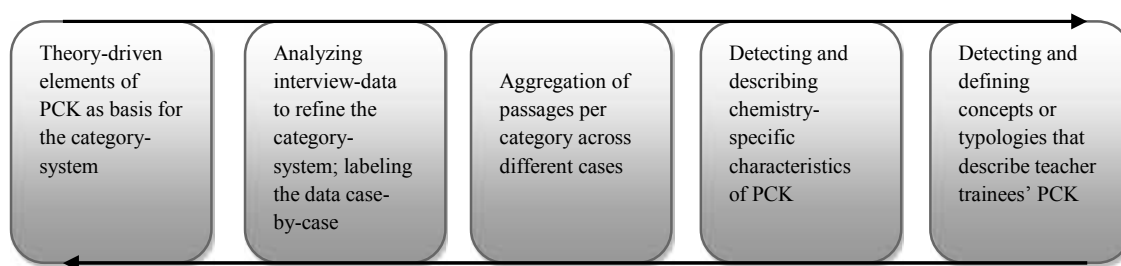 Theory-driven
elements of
PCK as basis for
the category-
system
Analyzing
interview-data
to refine the
category-
system; labeling
the data case-
by-case
Aggregation of
passages per
category across
different cases
Detecting and
describing
chemistry-
specific
characteristics
of PCK
Detecting and
defining
concepts or
typologies that
describe teacher
trainees’ PCK